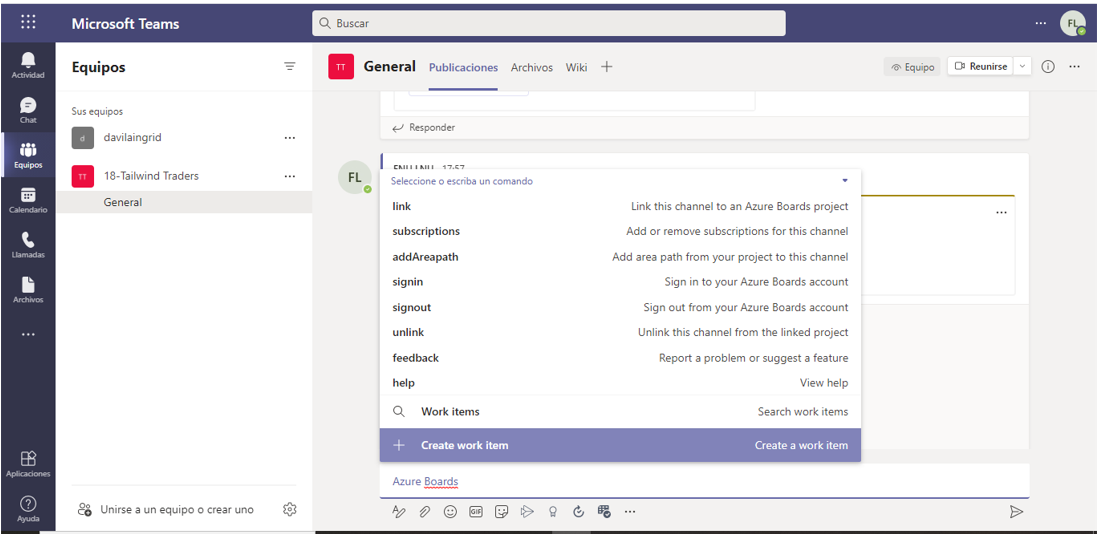 Microsoft Teams
Buscar
FL
Actividad
Chat
Equipos
Calendario
Llamadas
Archivos
Aplicaciones
Ayuda
Equipos
Sus equipos
d davilaingrid
TT 18-Tailwind Traders
General
Unirse a un equipo o crear uno
TT General Publicaciones Archivos Wiki
Equipo
Reunirse
Responder
FL
17:57
Seleccione o escriba un comando
link Link this channel to an Azure Boards project
subscriptions Add or remove subscriptions for this channel
addAreapath Add area path from your project to this channel
signin Sign in to your Azure Boards account
signout Sign out from your Azure Boards account
unlink Unlink this channel from the linked project
feedback Report a problem or suggest a feature
help View help
Work items Search work items
Create work item Create a work item
Azure Boards
GIF